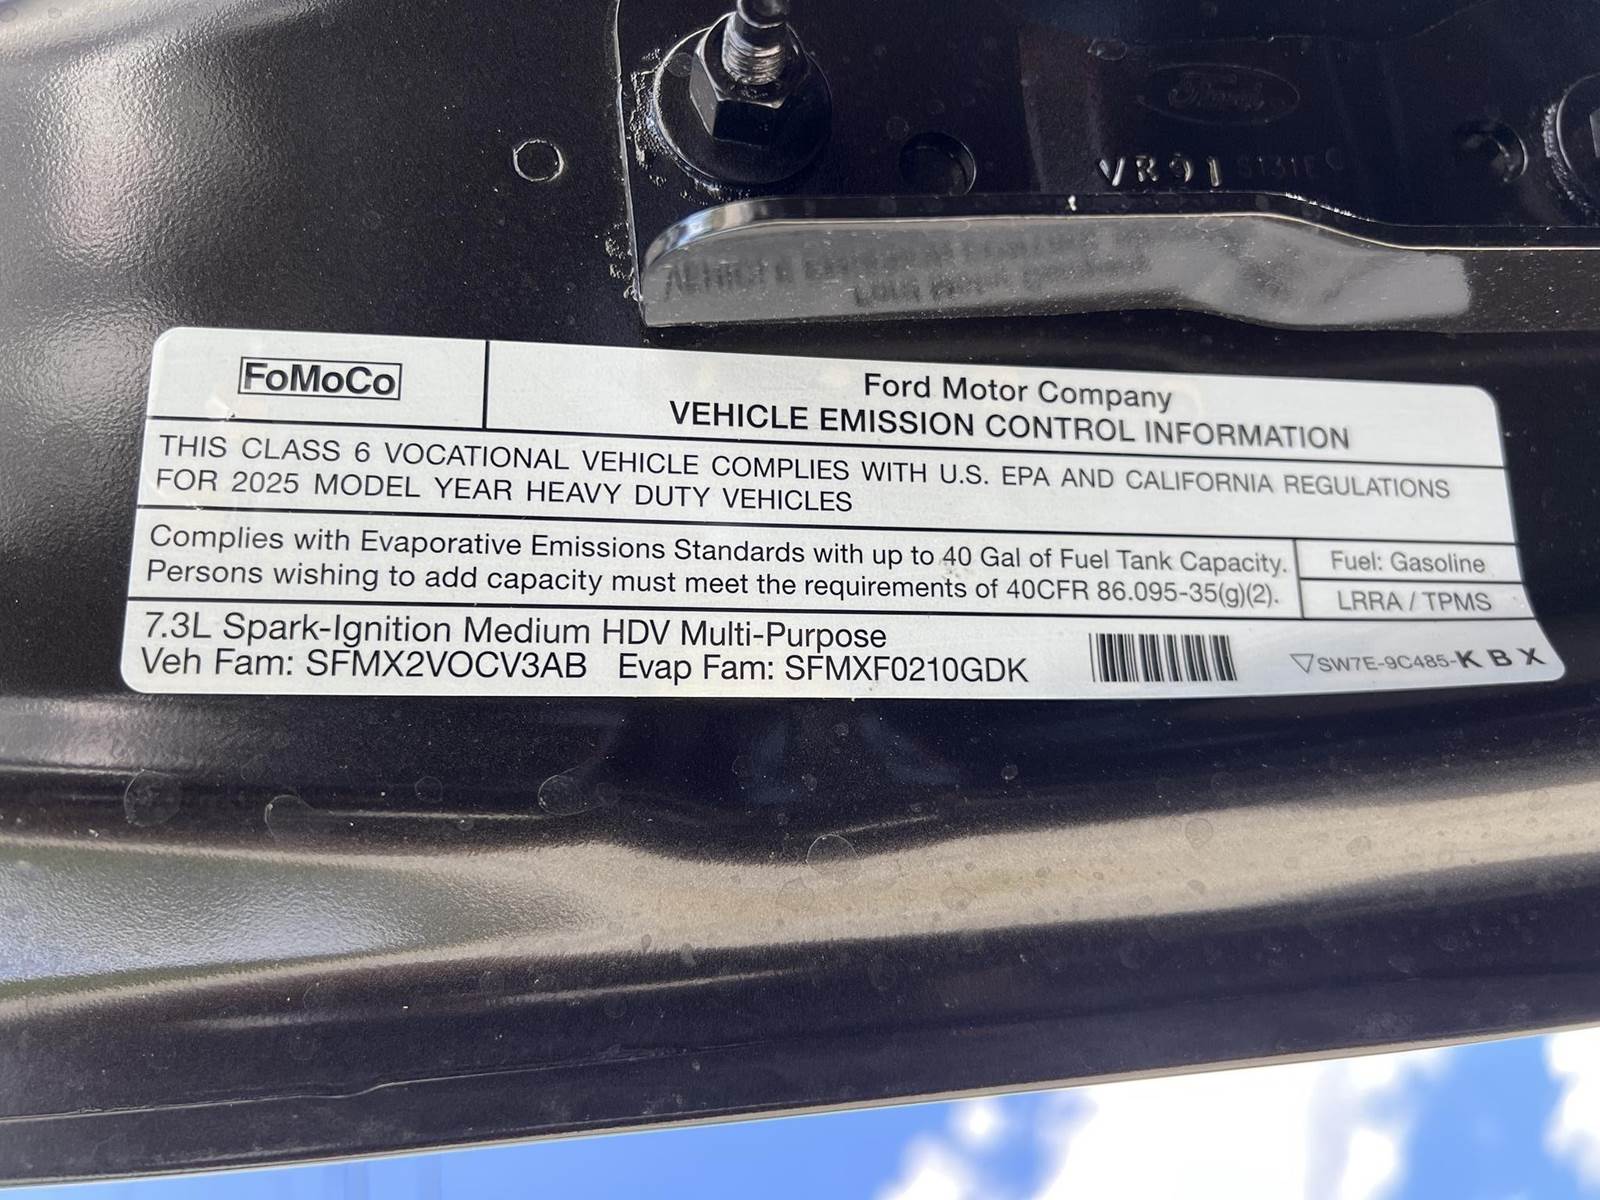 Ford
VR91 S131E
FoMoCo
Ford Motor Company
VEHICLE EMISSION CONTROL INFORMATION
THIS CLASS 6 VOCATIONAL VEHICLE COMPLIES WITH U.S. EPA AND CALIFORNIA REGULATIONS
FOR 2025 MODEL YEAR HEAVY DUTY VEHICLES
Complies with Evaporative Emissions Standards with up to 40 Gal of Fuel Tank Capacity.
Persons wishing to add capacity must meet the requirements of 40CFR 86.095-35(g)(2).
Fuel: Gasoline
LRRA / TPMS
7.3L Spark-Ignition Medium HDV Multi-Purpose
Veh Fam: SFMX2VOCV3AB Evap Fam: SFMXF0210GDK
SW7E-9C485-KBX